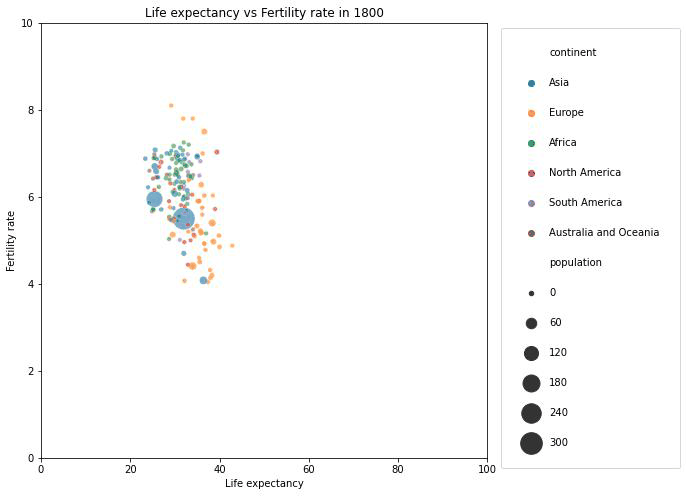 Life expectancy vs Fertility rate in 1800
10
8
6
4
2
0
Fertility rate
0 20 40 60 80 100
Life expectancy
continent
Asia
Europe
Africa
North America
South America
Australia and Oceania
population
0
60
120
180
240
300